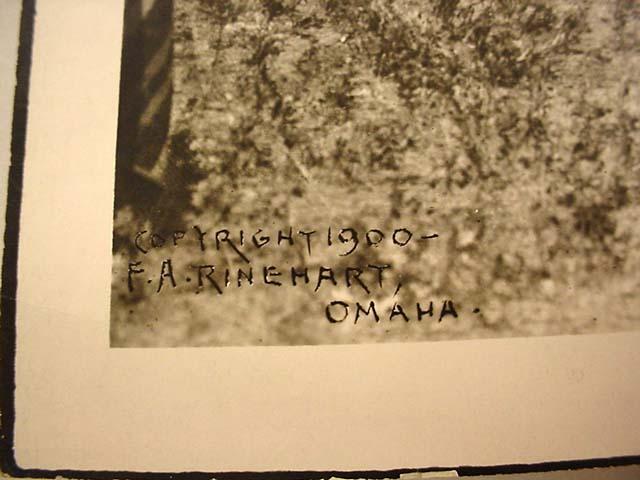 COPYRIGHT 1900-
F.A. RINEHART,
OMAHA.